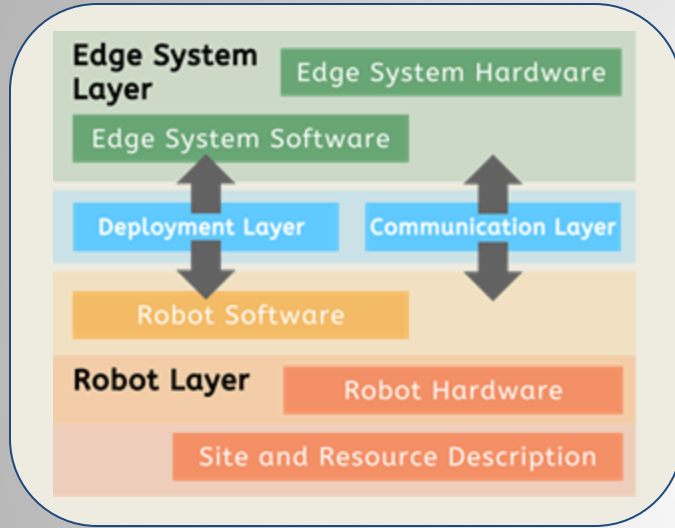 Edge System
Layer
Edge System Hardware
Edge System Software
Deployment Layer
Communication Layer
Robot Software
Robot Layer
Robot Hardware
Site and Resource Description